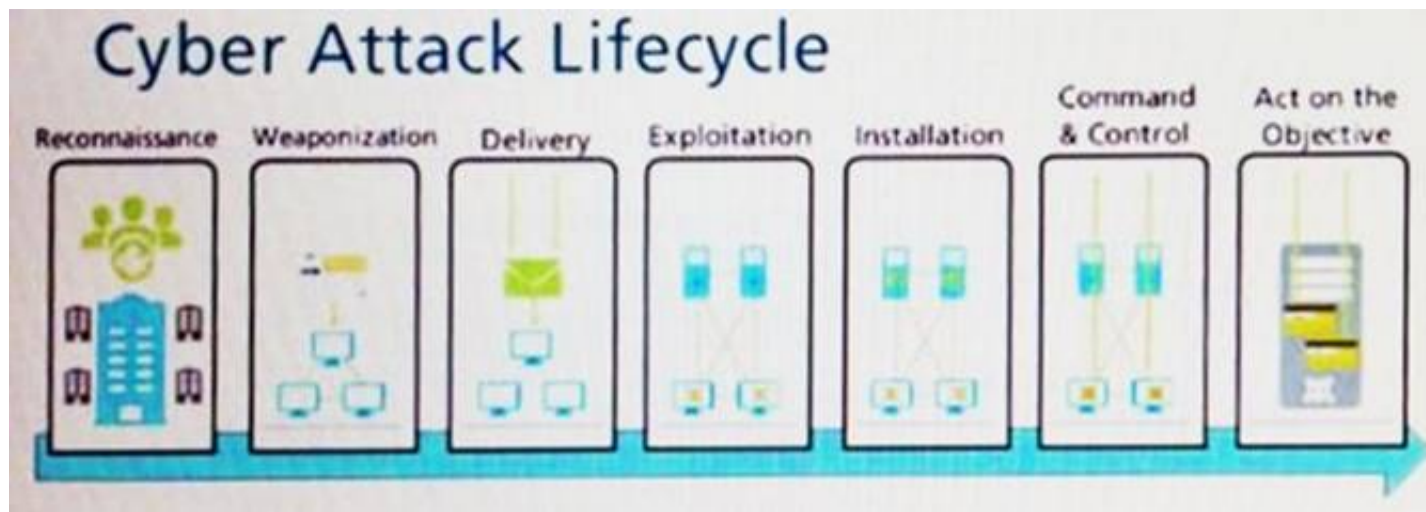 Cyber Attack Lifecycle
Reconnaissance
Weaponization
Delivery
Exploitation
Installation
Command
& Control
Act on the
Objective